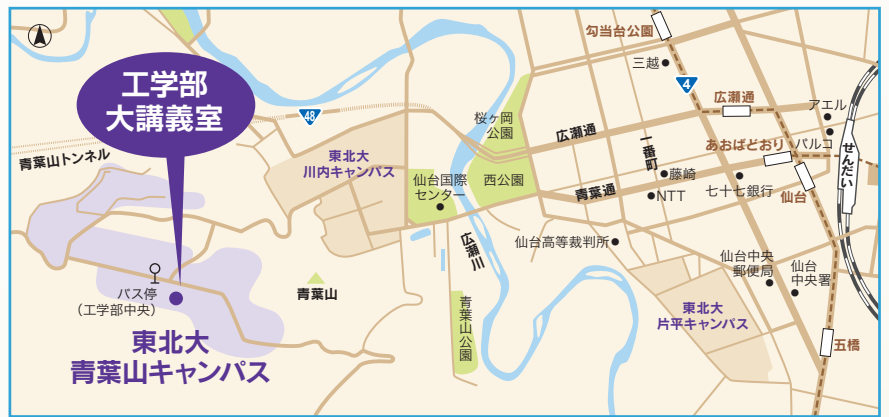 工学部
大講義室
48
青葉山トンネル
東北大
川内キャンパス
桜ヶ岡
公園
仙台国際
センター
西公園
広瀬通
青葉通
一番町
勾当台公園
三越
4
広瀬通
アエル
パルコ
あおばどおり
せんだい
藤崎
NTT
七十七銀行
仙台
仙台高等裁判所
広瀬川
仙台中央
郵便局
仙台
中央署
バス停
(工学部中央)
青葉山
青葉山公園
東北大
片平キャンパス
五橋
東北大
青葉山キャンパス